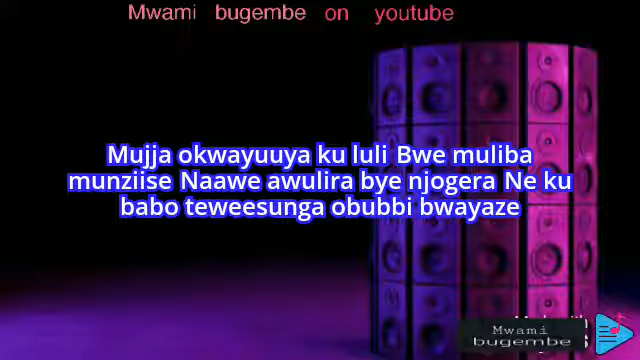 Mwami bugembe on youtube
Mujja okwayuuya ku luli Bwe muliba
munziise Naawe awulira bye njogera Ne ku
babo teweesunga obubbi bwayaze
Mwami
bugembe